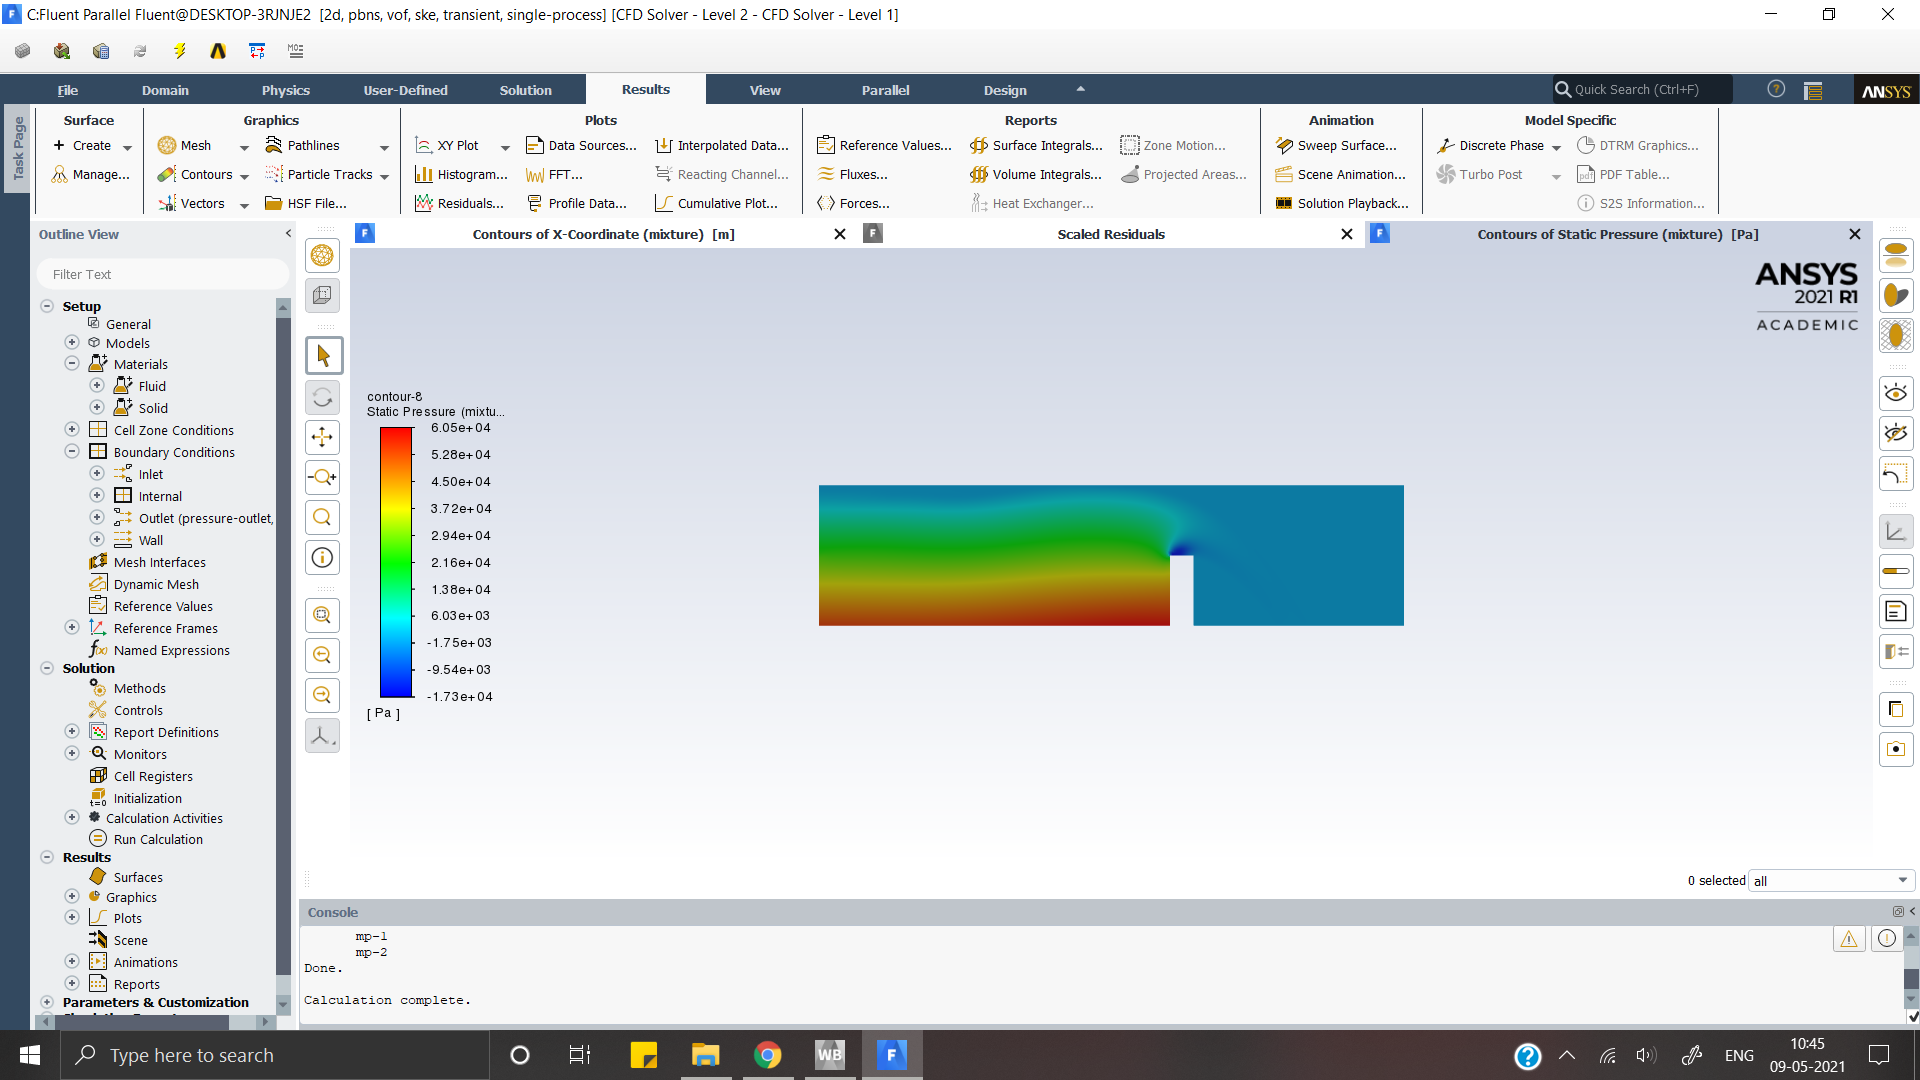 C:Fluent Parallel Fluent@DESKTOP-3RJNJE2 [2d, pbns, vof, ske, transient, single-process] [CFD Solver - Level 2 - CFD Solver - Level 1]
File Domain Physics User-Defined Solution Results View Parallel Design Quick Search (Ctrl+F) ANSYS
Task Page
Surface
Create
Manage...
Graphics
Mesh Pathlines
Contours Particle Tracks
Vectors HSF File...
Plots
XY Plot Data Sources... Interpolated Data...
Histogram... FFT... Reacting Channel...
Residuals... Profile Data... Cumulative Plot...
Reports
Reference Values... Surface Integrals... Zone Motion...
Fluxes... Volume Integrals... Projected Areas...
Forces... Heat Exchanger...
Animation
Sweep Surface...
Scene Animation...
Solution Playback...
Model Specific
Discrete Phase DTRM Graphics...
Turbo Post PDF Table...
S2S Information...
Outline View
Filter Text
Setup
General
Models
Materials
Fluid
Solid
Cell Zone Conditions
Boundary Conditions
Inlet
Internal
Outlet (pressure-outlet,
Wall
Mesh Interfaces
Dynamic Mesh
Reference Values
Reference Frames
Named Expressions
Solution
Methods
Controls
Report Definitions
Monitors
Cell Registers
Initialization
Calculation Activities
Run Calculation
Results
Surfaces
Graphics
Plots
Scene
Animations
Reports
Parameters & Customization
Contours of X-Coordinate (mixture) [m]
Scaled Residuals
Contours of Static Pressure (mixture) [Pa]
ANSYS
2021 R1
ACADEMIC
contour-8
Static Pressure (mixtu...
6.05e+04
5.28e+04
4.50e+04
3.72e+04
2.94e+04
2.16e+04
1.38e+04
6.03e+03
-1.75e+03
-9.54e+03
-1.73e+04
[ Pa ]
0 selected all
Console
mp-1
mp-2
Done.
Calculation complete.
Type here to search
WB
F
ENG
10:45
09-05-2021